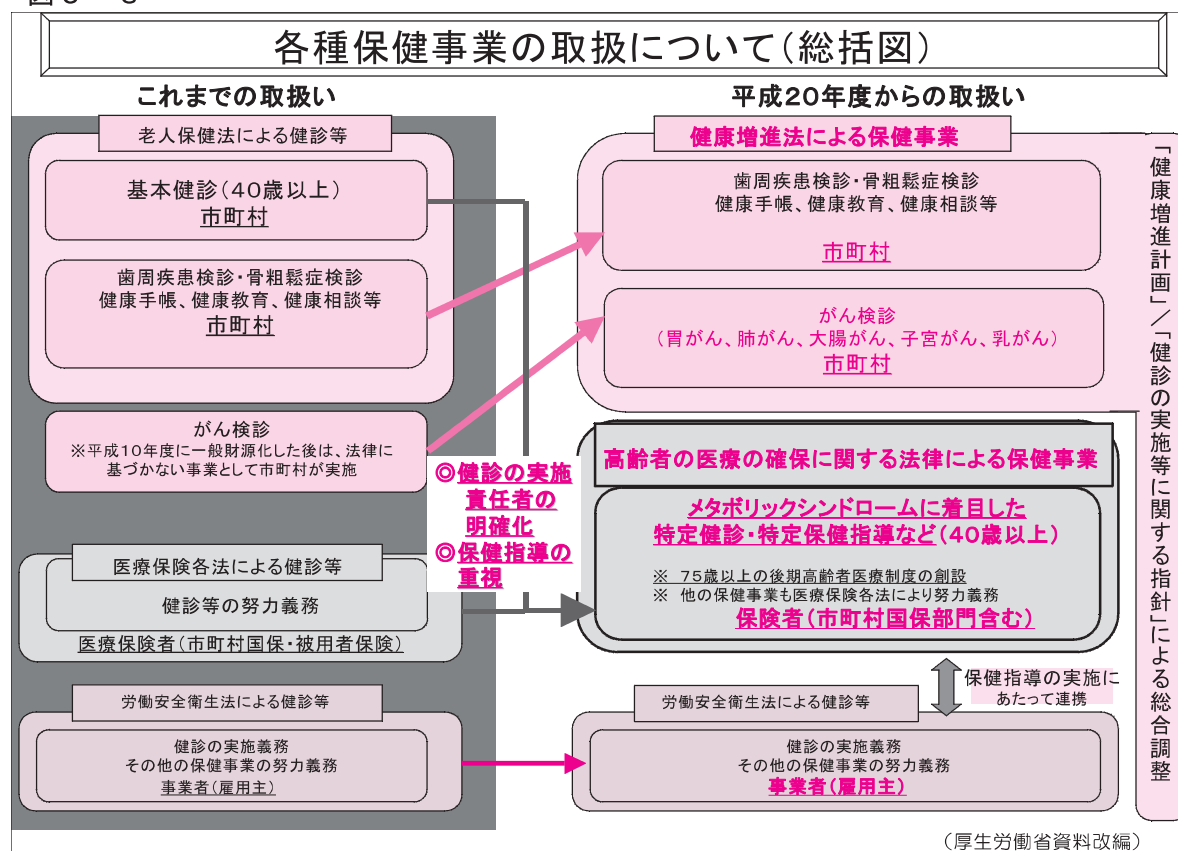 各種保健事業の取扱について(総括図)
これまでの取扱い
老人保健法による健診等
基本健診(40歳以上)
市町村
歯周疾患検診・骨粗鬆症検診
健康手帳、健康教育、健康相談等
市町村
がん検診
※平成10年度に一般財源化した後は、法律に
基づかない事業として市町村が実施
医療保険各法による健診等
健診等の努力義務
医療保険者(市町村国保・被用者保険)
労働安全衛生法による健診等
健診の実施義務
その他の保健事業の努力義務
事業者(雇用主)
◎健診の実施
責任者の
明確化
◎保健指導の
重視
平成20年度からの取扱い
健康増進法による保健事業
歯周疾患検診・骨粗鬆症検診
健康手帳、健康教育、健康相談等
市町村
がん検診
(胃がん、肺がん、大腸がん、子宮がん、乳がん)
市町村
高齢者の医療の確保に関する法律による保健事業
メタボリックシンドロームに着目した
特定健診・特定保健指導など(40歳以上)
※ 75歳以上の後期高齢者医療制度の創設
※ 他の保健事業も医療保険各法により努力義務
保険者(市町村国保部門含む)
保健指導の実施に
あたって連携
労働安全衛生法による健診等
健診の実施義務
その他の保健事業の努力義務
事業者(雇用主)
「健康増進計画」/「健診の実施等に関する指針」による総合調整
(厚生労働省資料改編)